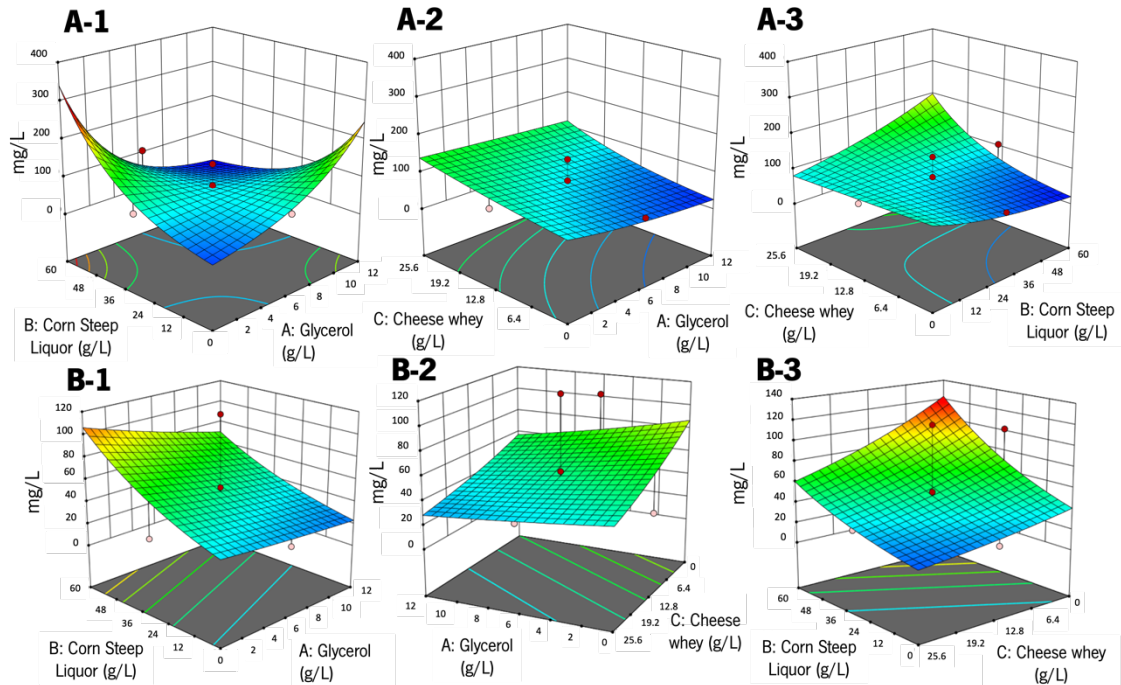 A-1
400
300
200
100
0
mg/L
60
48
36
24
12
0
2
4
6
8
10
12
B: Corn Steep
Liquor (g/L)
A: Glycerol
(g/L)
A-2
400
300
200
100
0
mg/L
25.6
19.2
12.8
6.4
0
2
4
6
8
10
12
C: Cheese whey
(g/L)
A: Glycerol
(g/L)
A-3
400
300
200
100
0
mg/L
25.6
19.2
12.8
6.4
0
12
24
36
48
60
C: Cheese whey
(g/L)
B: Corn Steep
Liquor (g/L)
B-1
120
100
80
60
40
20
0
mg/L
60
48
36
24
12
0
2
4
6
8
10
12
B: Corn Steep
Liquor (g/L)
A: Glycerol
(g/L)
B-2
120
100
80
60
40
20
0
mg/L
12
10
8
6
4
2
0
25.6
19.2
12.8
6.4
0
A: Glycerol
(g/L)
C: Cheese
whey (g/L)
B-3
140
120
100
80
60
40
20
0
mg/L
60
48
36
24
12
0
25.6
19.2
12.8
6.4
0
B: Corn Steep
Liquor (g/L)
C: Cheese whey
(g/L)